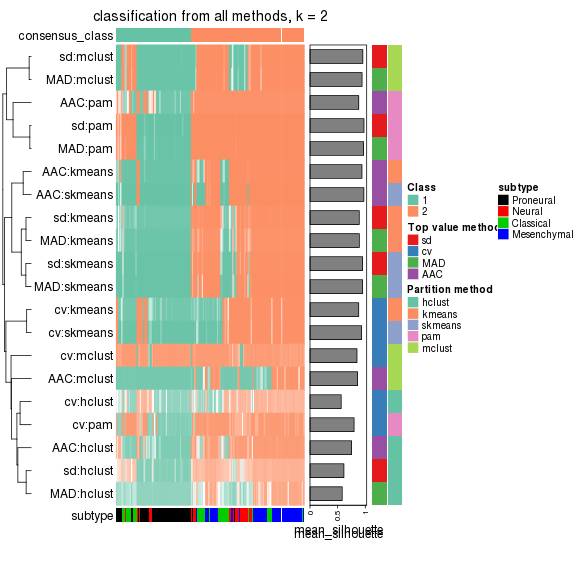 classification from all methods, k = 2
consensus_class
sd:mclust
MAD:mclust
AAC:pam
sd:pam
MAD:pam
AAC:kmeans
AAC:skmeans
sd:kmeans
MAD:kmeans
sd:skmeans
MAD:skmeans
cv:kmeans
cv:skmeans
cv:mclust
AAC:mclust
cv:hclust
cv:pam
AAC:hclust
sd:hclust
MAD:hclust
subtype
0 0.5 1
mean_silhouette
mean_silhouette
Class
1
2
Top value method
sd
cv
MAD
AAC
Partition method
hclust
kmeans
skmeans
pam
mclust
subtype
Proneural
Neural
Classical
Mesenchymal